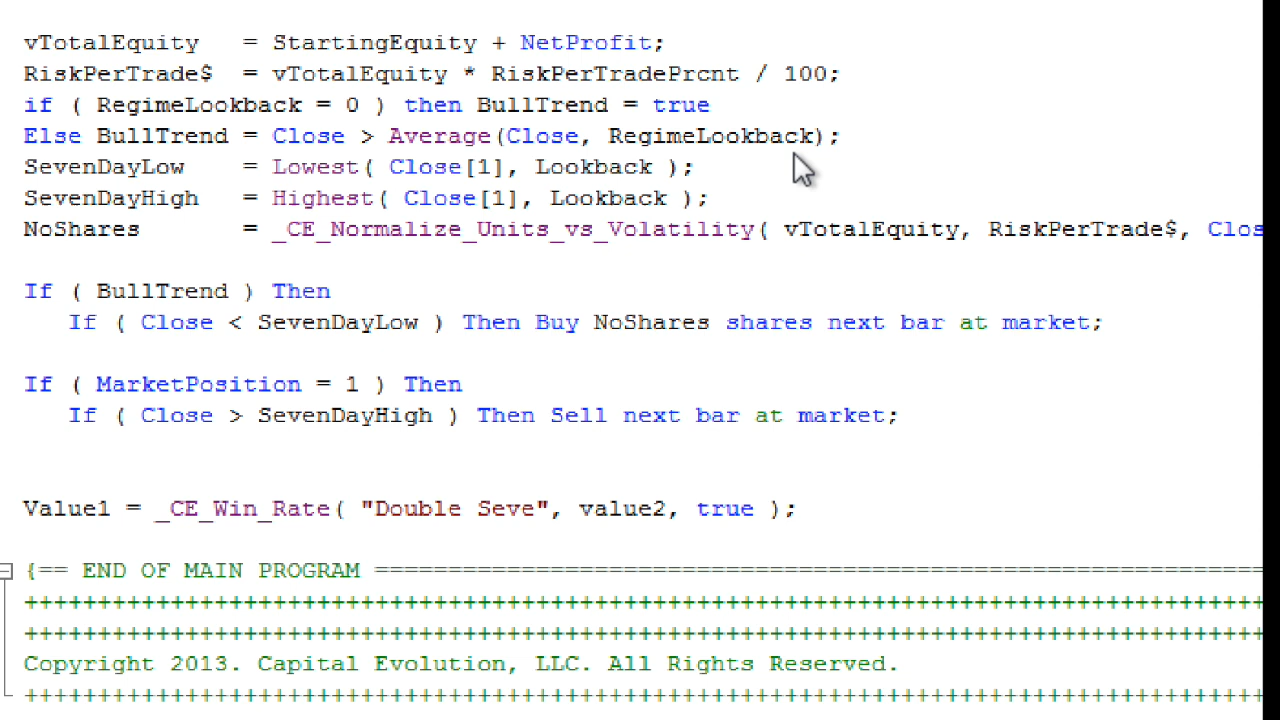 vTotalEquity = StartingEquity + NetProfit;
RiskPerTrade$ = vTotalEquity * RiskPerTradePrcnt / 100;
if ( RegimeLookback = 0 ) then BullTrend = true
Else BullTrend = Close > Average(Close, RegimeLookback);
SevenDayLow = Lowest( Close[1], Lookback );
SevenDayHigh = Highest( Close[1], Lookback );
NoShares = _CE_Normalize_Units_vs_Volatility( vTotalEquity, RiskPerTrade$, Clos
If ( BullTrend ) Then
If ( Close < SevenDayLow ) Then Buy NoShares shares next bar at market;
If ( MarketPosition = 1 ) Then
If ( Close > SevenDayHigh ) Then Sell next bar at market;
Value1 = _CE_Win_Rate( "Double Seve", value2, true );
{== END OF MAIN PROGRAM =============================================================
+++++++++++++++++++++++++++++++++++++++++++++++++++++++++++++++++++++++++++++++++++++
+++++++++++++++++++++++++++++++++++++++++++++++++++++++++++++++++++++++++++++++++++++
Copyright 2013. Capital Evolution, LLC. All Rights Reserved.
+++++++++++++++++++++++++++++++++++++++++++++++++++++++++++++++++++++++++++++++++++++